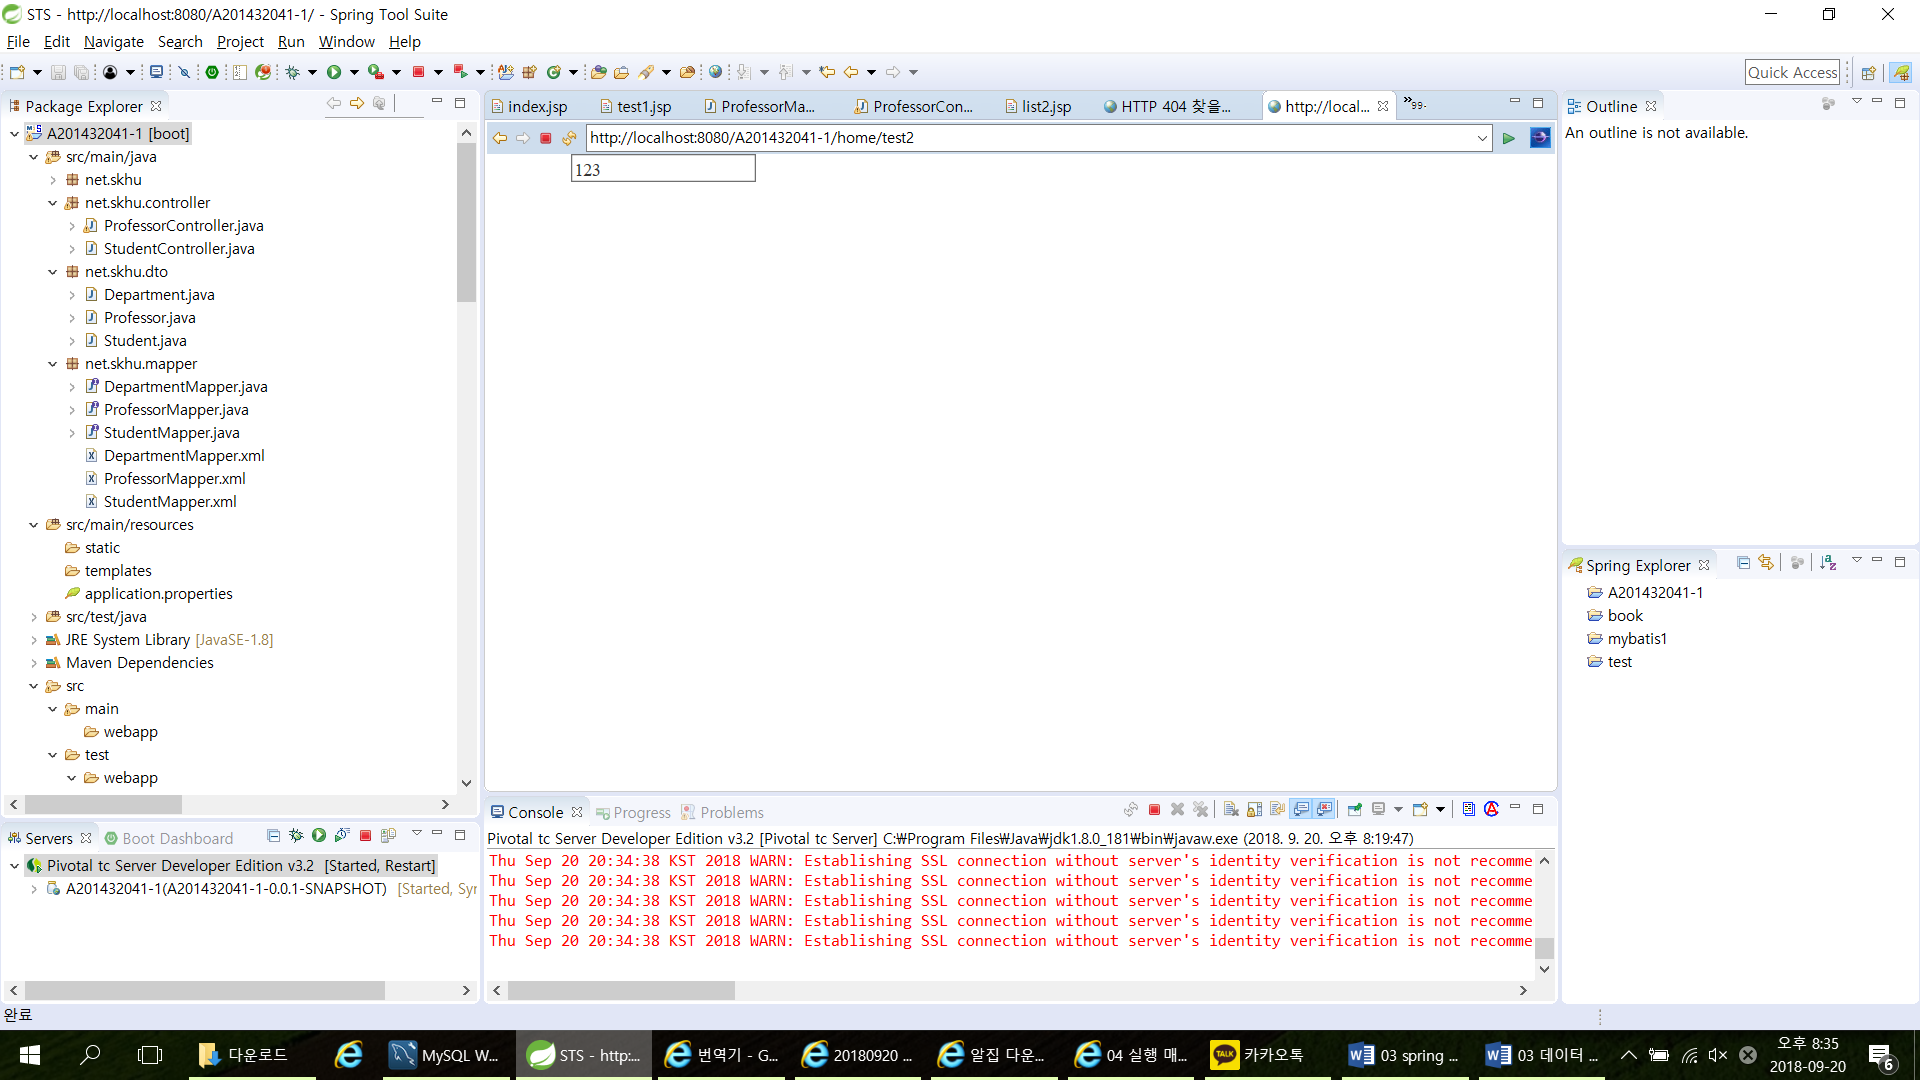 STS - http://localhost:8080/A201432041-1/ - Spring Tool Suite
File Edit Navigate Search Project Run Window Help
Quick Access
Package Explorer
A201432041-1 [boot]
src/main/java
net.skhu
net.skhu.controller
ProfessorController.java
StudentController.java
net.skhu.dto
Department.java
Professor.java
Student.java
net.skhu.mapper
DepartmentMapper.java
ProfessorMapper.java
StudentMapper.java
DepartmentMapper.xml
ProfessorMapper.xml
StudentMapper.xml
src/main/resources
static
templates
application.properties
src/test/java
JRE System Library [JavaSE-1.8]
Maven Dependencies
src
main
webapp
test
webapp
Servers Boot Dashboard
Pivotal tc Server Developer Edition v3.2 [Started, Restart]
A201432041-1(A201432041-1-0.0.1-SNAPSHOT) [Started, Syr
index.jsp test1.jsp ProfessorMa... ProfessorCon... list2.jsp HTTP 404 찾을... http://local... »99-
http://localhost:8080/A201432041-1/home/test2
123
Console Progress Problems
Pivotal tc Server Developer Edition v3.2 [Pivotal tc Server] C:₩Program Files₩Java₩jdk1.8.0_181₩bin₩javaw.exe (2018. 9. 20. 오후 8:19:47)
Thu Sep 20 20:34:38 KST 2018 WARN: Establishing SSL connection without server's identity verification is not recomme
Thu Sep 20 20:34:38 KST 2018 WARN: Establishing SSL connection without server's identity verification is not recomme
Thu Sep 20 20:34:38 KST 2018 WARN: Establishing SSL connection without server's identity verification is not recomme
Thu Sep 20 20:34:38 KST 2018 WARN: Establishing SSL connection without server's identity verification is not recomme
Thu Sep 20 20:34:38 KST 2018 WARN: Establishing SSL connection without server's identity verification is not recomme
Outline
An outline is not available.
Spring Explorer
A201432041-1
book
mybatis1
test
완료
다운로드 MySQL W... STS - http:... 번역기 - G... 20180920 ... 알집 다운... 04 실행 매... TALK 카카오톡 03 spring ... 03 데이터 ...
오후 8:35
2018-09-20
6